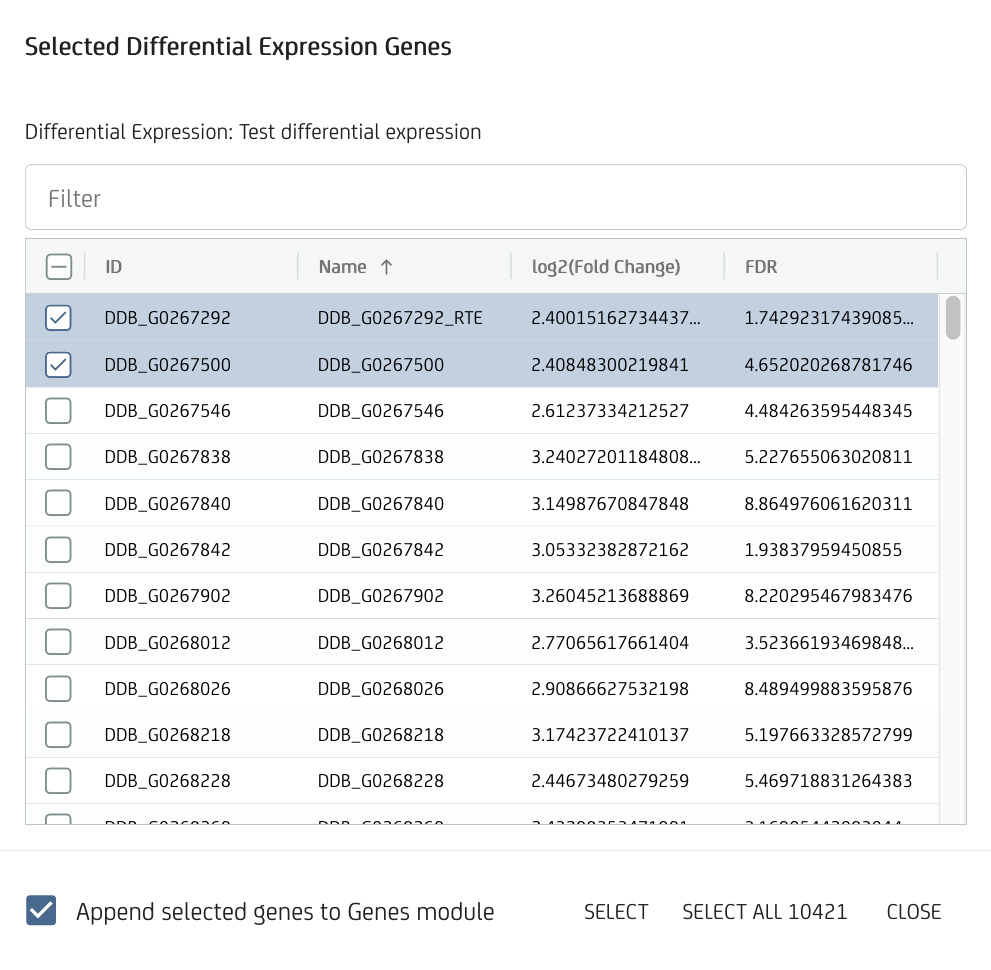 Selected Differential Expression Genes
Differential Expression: Test differential expression
Filter
ID Name ↑ log2(Fold Change) FDR
DDB_G0267292 DDB_G0267292_RTE 2.40015162734437... 1.74292317439085...
DDB_G0267500 DDB_G0267500 2.40848300219841 4.652020268781746
DDB_G0267546 DDB_G0267546 2.61237334212527 4.484263595448345
DDB_G0267838 DDB_G0267838 3.24027201184808... 5.227655063020811
DDB_G0267840 DDB_G0267840 3.14987670847848 8.864976061620311
DDB_G0267842 DDB_G0267842 3.05332382872162 1.93837959450855
DDB_G0267902 DDB_G0267902 3.26045213688869 8.220295467983476
DDB_G0268012 DDB_G0268012 2.77065617661404 3.52366193469848...
DDB_G0268026 DDB_G0268026 2.90866627532198 8.489499883595876
DDB_G0268218 DDB_G0268218 3.17423722410137 5.197663328572799
DDB_G0268228 DDB_G0268228 2.44673480279259 5.469718831264383
Append selected genes to Genes module SELECT SELECT ALL 10421 CLOSE